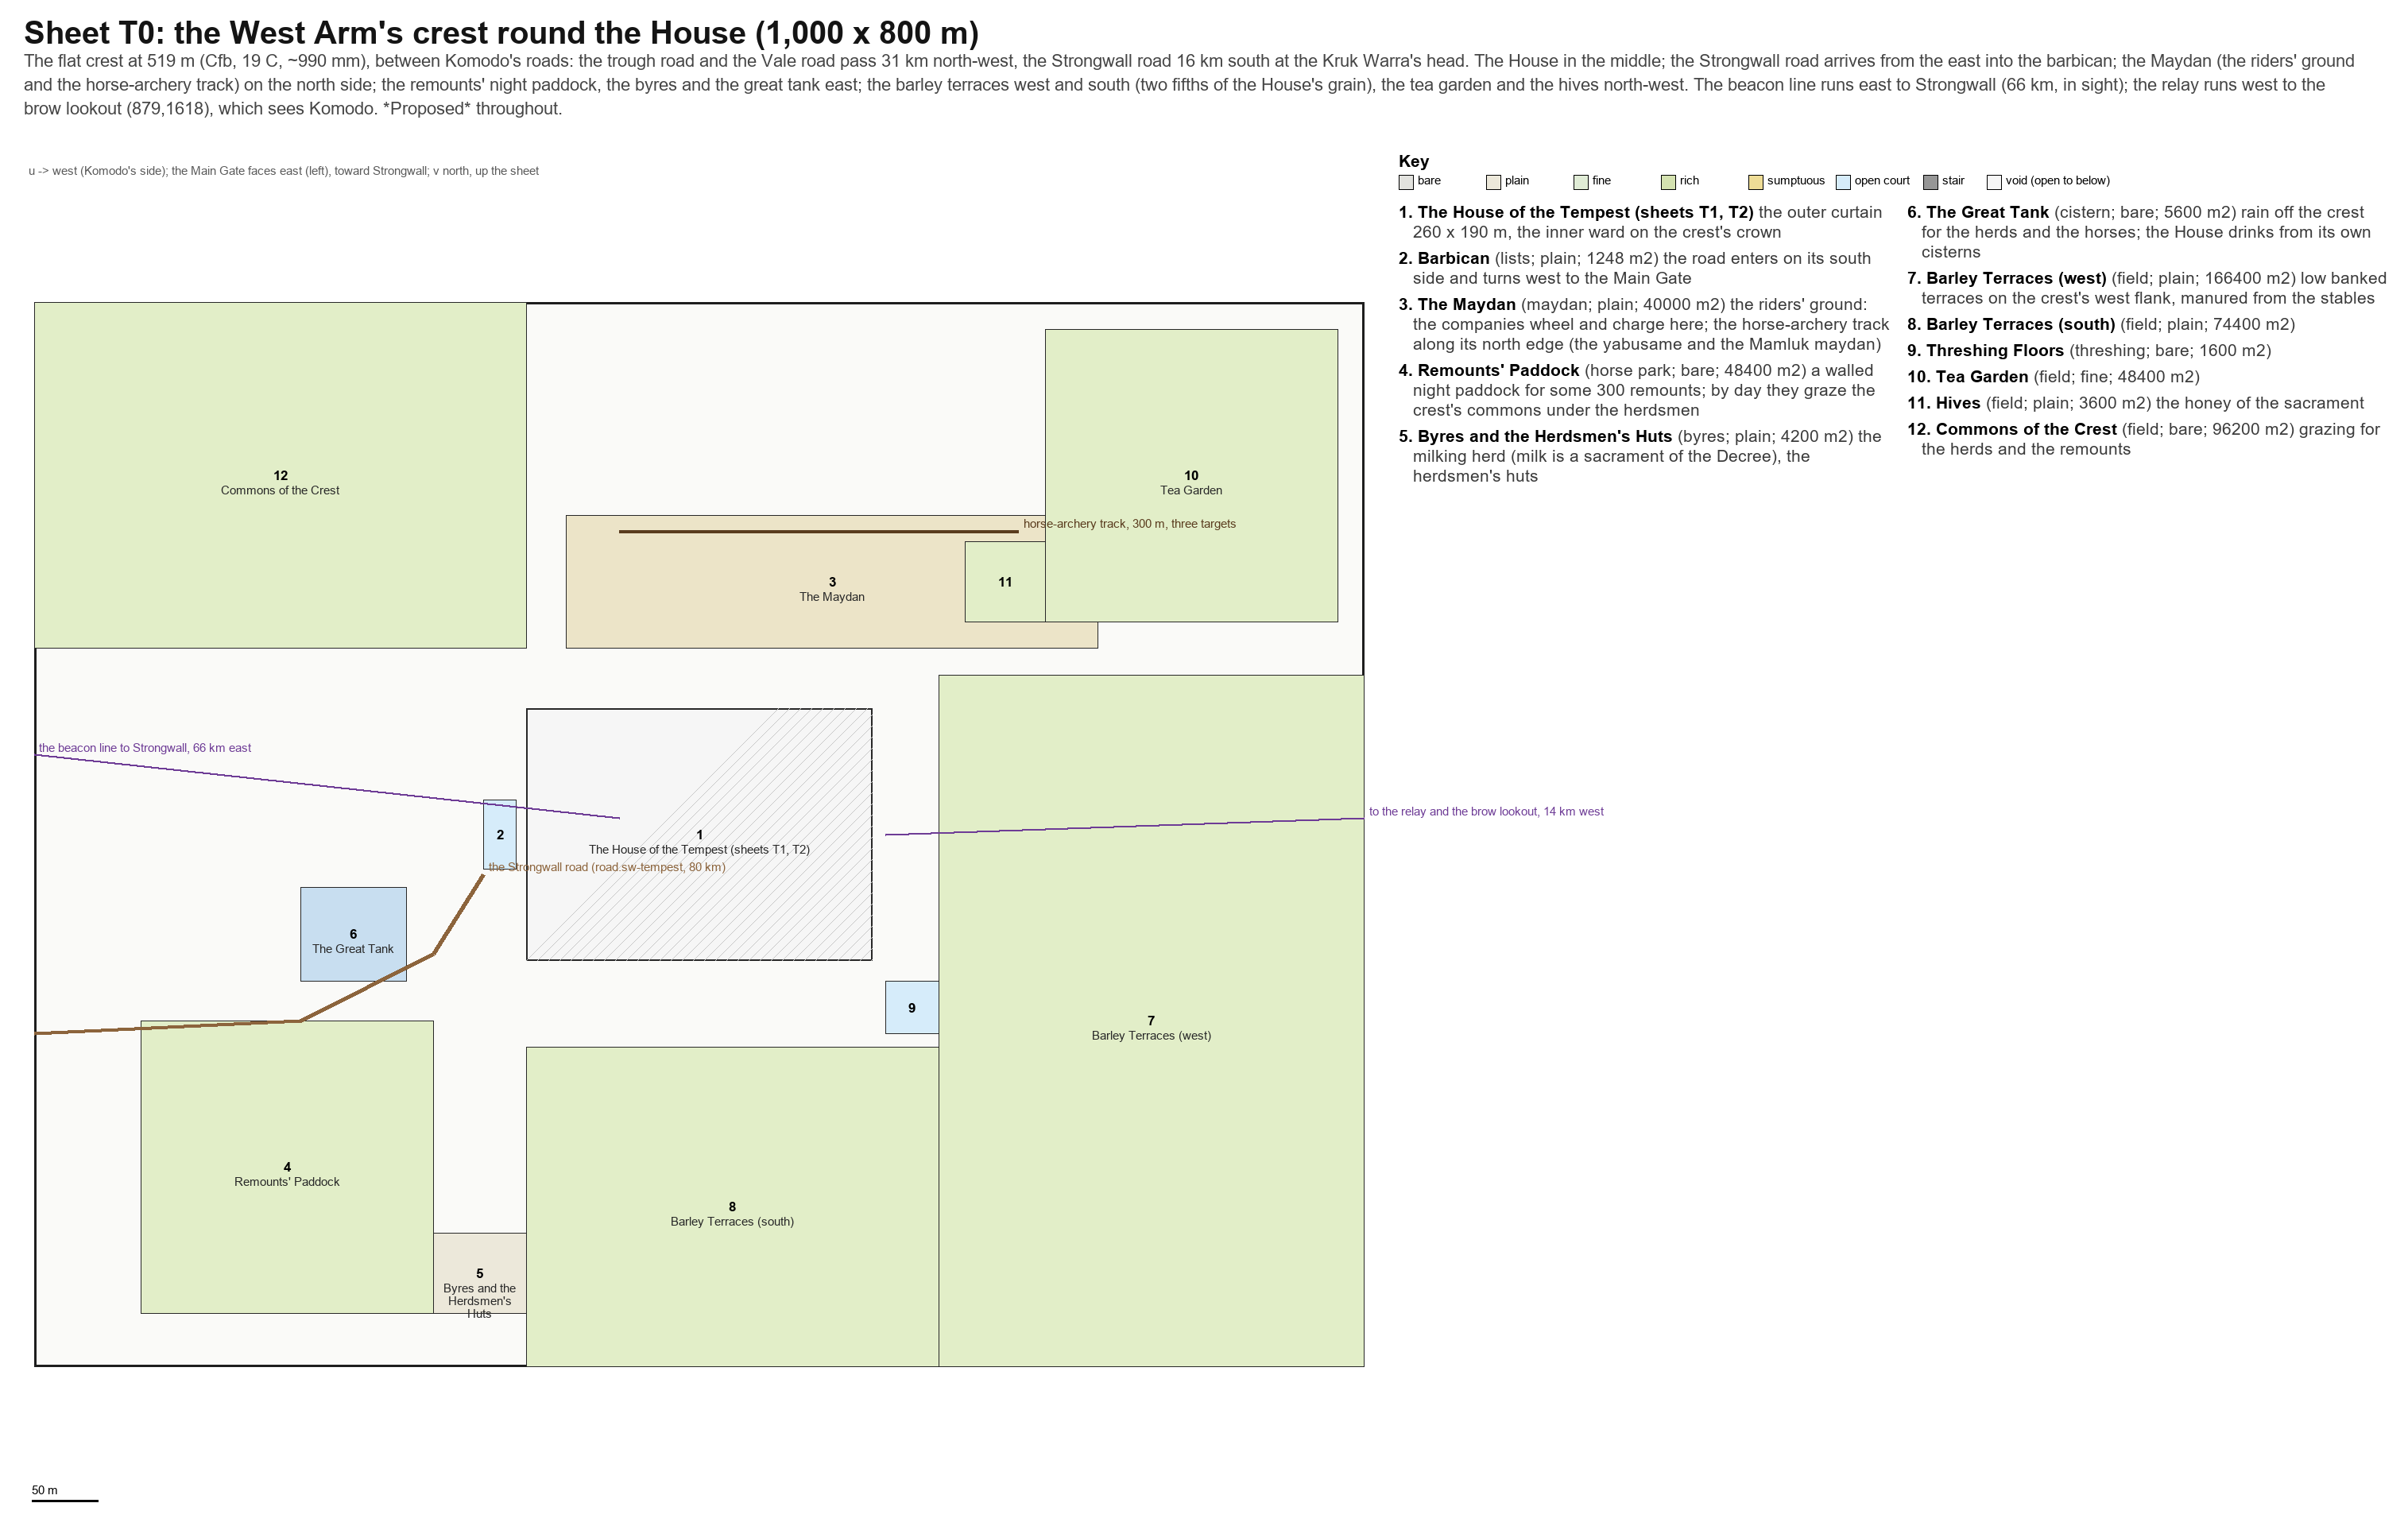 Sheet T0: the West Arm's crest round the House (1,000 x 800 m)
The flat crest at 519 m (Cfb, 19 C, ~990 mm), between Komodo's roads: the trough road and the Vale road pass 31 km north-west, the Strongwall road 16 km south at the Kruk Warra's head. The House in the middle; the Strongwall road arrives from the east into the barbican; the Maydan (the riders' ground
and the horse-archery track) on the north side; the remounts' night paddock, the byres and the great tank east; the barley terraces west and south (two fifths of the House's grain), the tea garden and the hives north-west. The beacon line runs east to Strongwall (66 km, in sight); the relay runs west to the
brow lookout (879,1618), which sees Komodo. *Proposed* throughout.
u -> west (Komodo's side); the Main Gate faces east (left), toward Strongwall; v north, up the sheet
Key
bare
plain
fine
rich
sumptuous
open court
stair
void (open to below)
1. The House of the Tempest (sheets T1, T2) the outer curtain
260 x 190 m, the inner ward on the crest's crown
2. Barbican (lists; plain; 1248 m2) the road enters on its south
side and turns west to the Main Gate
3. The Maydan (maydan; plain; 40000 m2) the riders' ground:
the companies wheel and charge here; the horse-archery track
along its north edge (the yabusame and the Mamluk maydan)
4. Remounts' Paddock (horse park; bare; 48400 m2) a walled
night paddock for some 300 remounts; by day they graze the
crest's commons under the herdsmen
5. Byres and the Herdsmen's Huts (byres; plain; 4200 m2) the
milking herd (milk is a sacrament of the Decree), the
herdsmen's huts
6. The Great Tank (cistern; bare; 5600 m2) rain off the crest
for the herds and the horses; the House drinks from its own
cisterns
7. Barley Terraces (west) (field; plain; 166400 m2) low banked
terraces on the crest's west flank, manured from the stables
8. Barley Terraces (south) (field; plain; 74400 m2)
9. Threshing Floors (threshing; bare; 1600 m2)
10. Tea Garden (field; fine; 48400 m2)
11. Hives (field; plain; 3600 m2) the honey of the sacrament
12. Commons of the Crest (field; bare; 96200 m2) grazing for
the herds and the remounts
12
Commons of the Crest
10
Tea Garden
horse-archery track, 300 m, three targets
3
The Maydan
11
the beacon line to Strongwall, 66 km east
to the relay and the brow lookout, 14 km west
2
1
The House of the Tempest (sheets T1, T2)
the Strongwall road (road.sw-tempest, 80 km)
6
The Great Tank
9
7
Barley Terraces (west)
4
Remounts' Paddock
8
Barley Terraces (south)
5
Byres and the
Herdsmen's
Huts
50 m